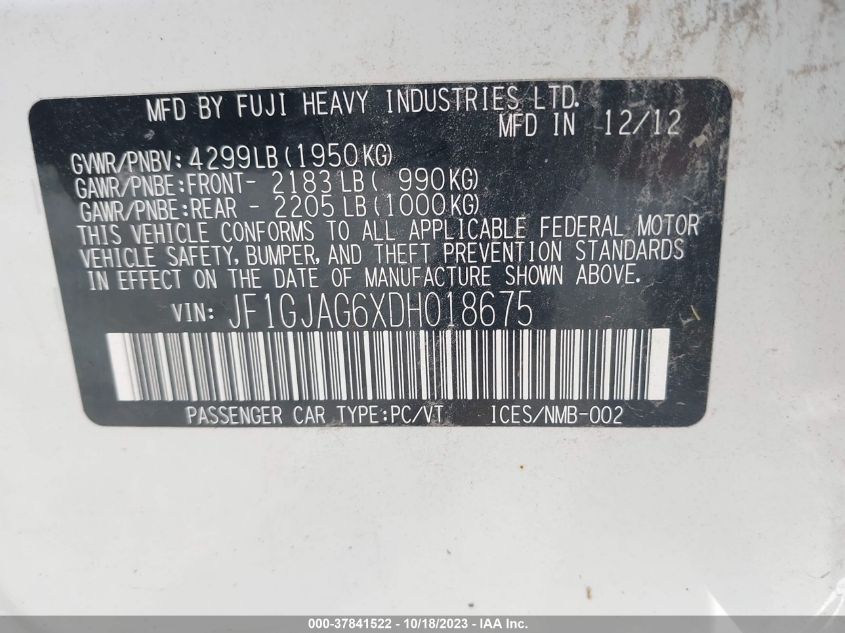 MFD BY FUJI HEAVY INDUSTRIES LTD.
MFD IN 12/12
GVWR/PNBV: 4299LB(1950KG)
GAWR/PNBE:FRONT- 2183LB( 990KG)
GAWR/PNBE:REAR - 2205LB(1000KG)
THIS VEHICLE CONFORMS TO ALL APPLICABLE FEDERAL MOTOR
VEHICLE SAFETY, BUMPER, AND THEFT PREVENTION STANDARDS
IN EFFECT ON THE DATE OF MANUFACTURE SHOWN ABOVE.
VIN: JF1GJAG6XDH018675
PASSENGER CAR TYPE:PC/VT 1CES/NMB-002
000-37841522 - 10/18/2023 - IAA Inc.